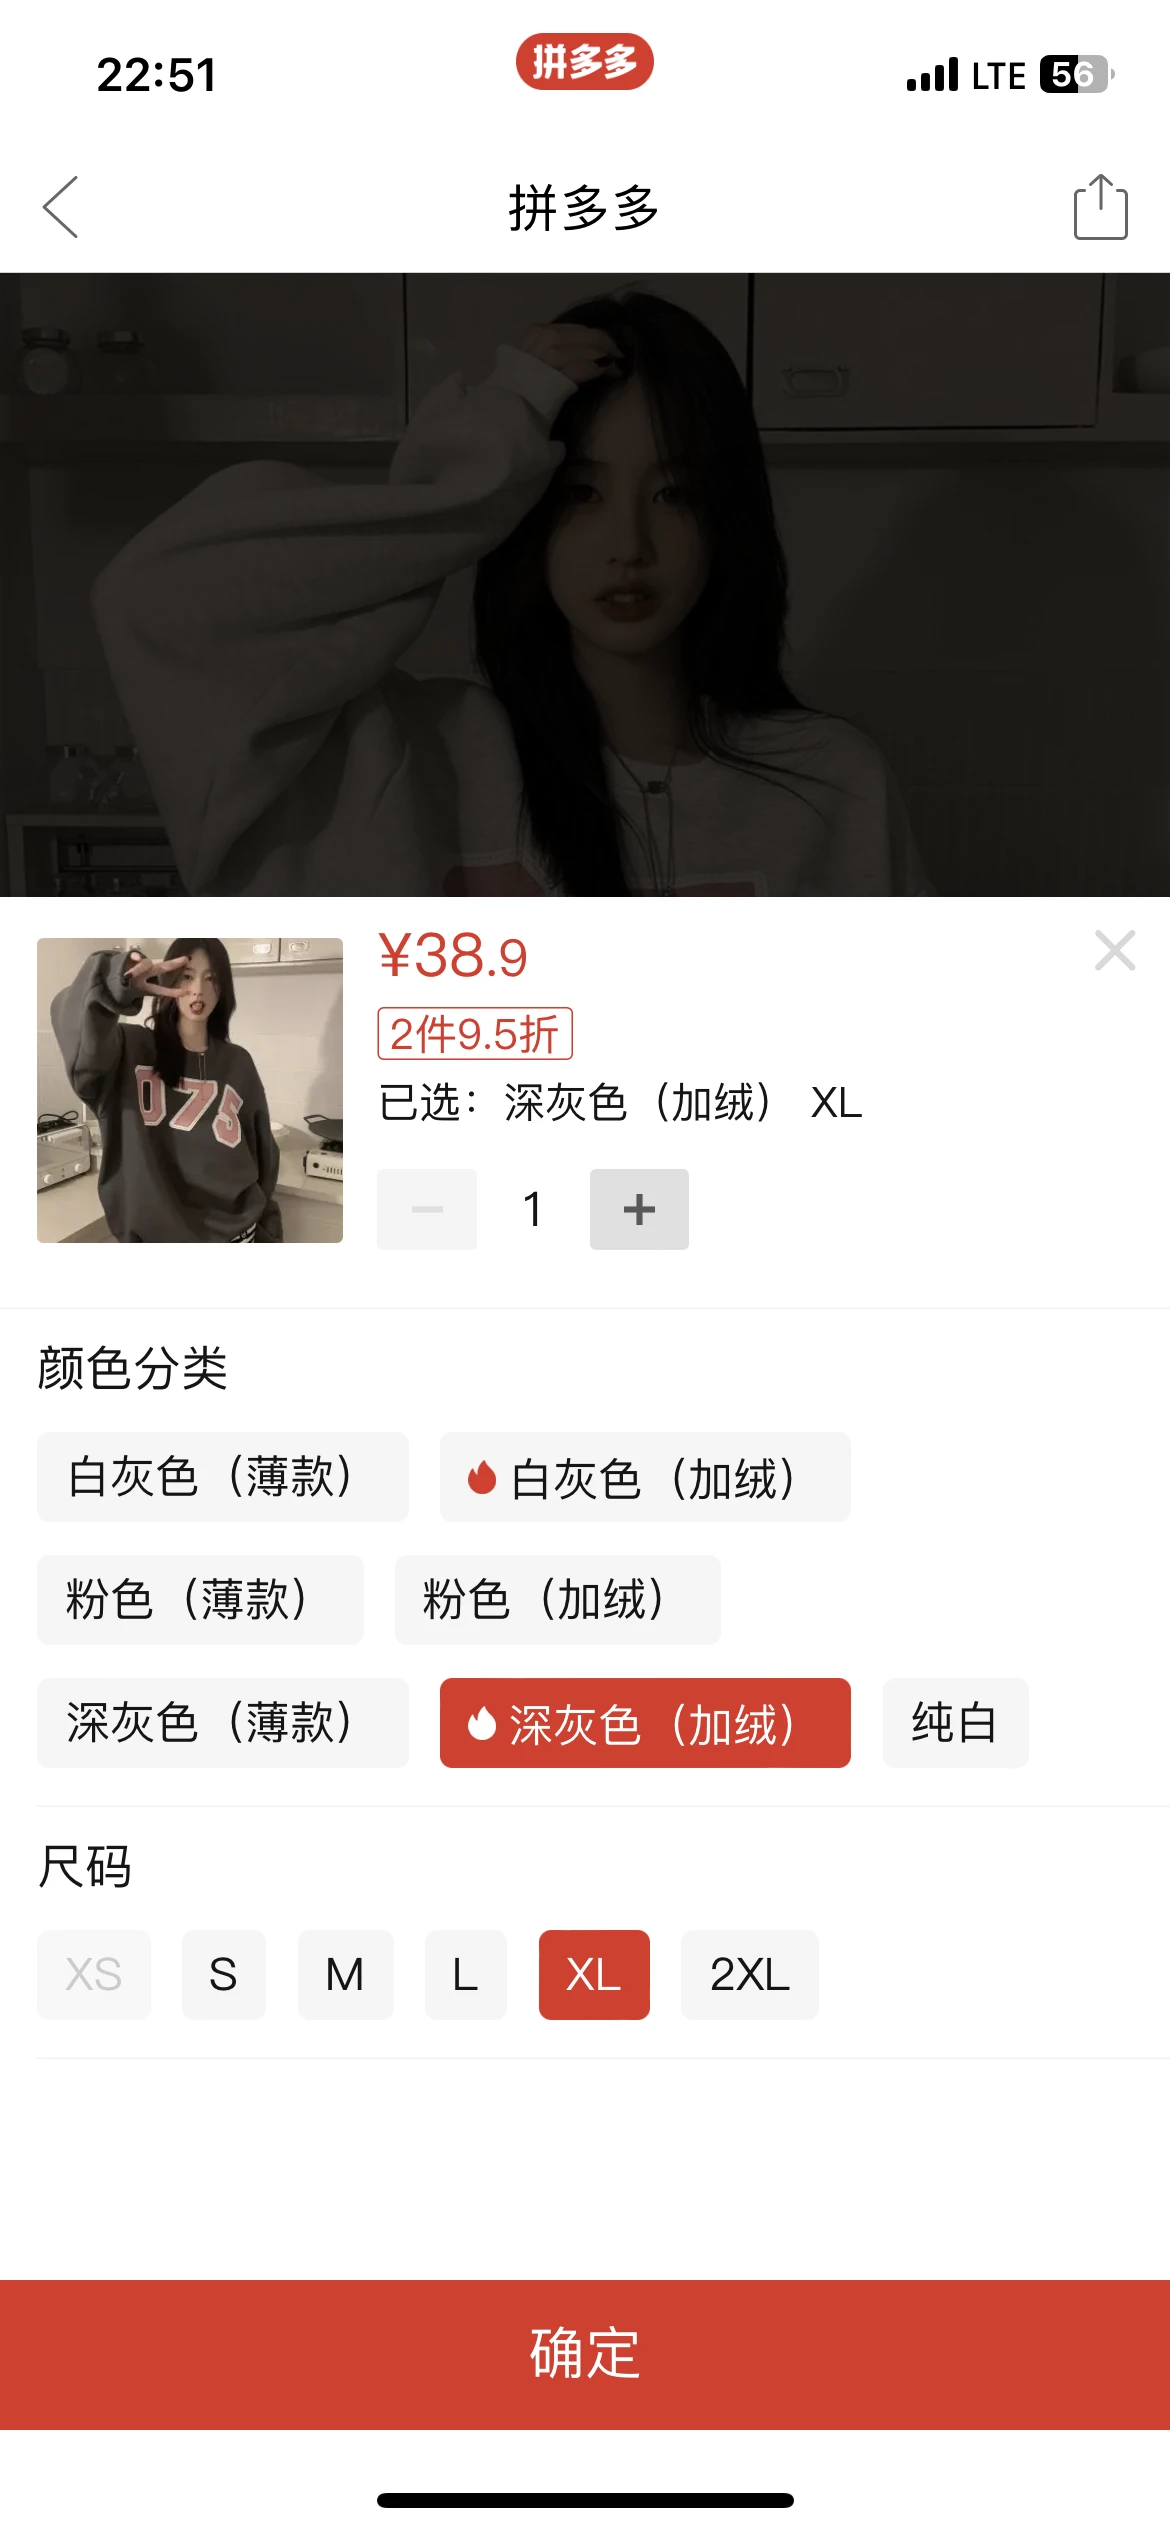 22:51
拼多多
LTE
56
拼多多
¥38.9
2件9.5折
已选：深灰色（加绒） XL
075
1
颜色分类
白灰色（薄款）
白灰色（加绒）
粉色（薄款）
粉色（加绒）
深灰色（薄款）
深灰色（加绒）
纯白
尺码
XS
S
M
L
XL
2XL
确定